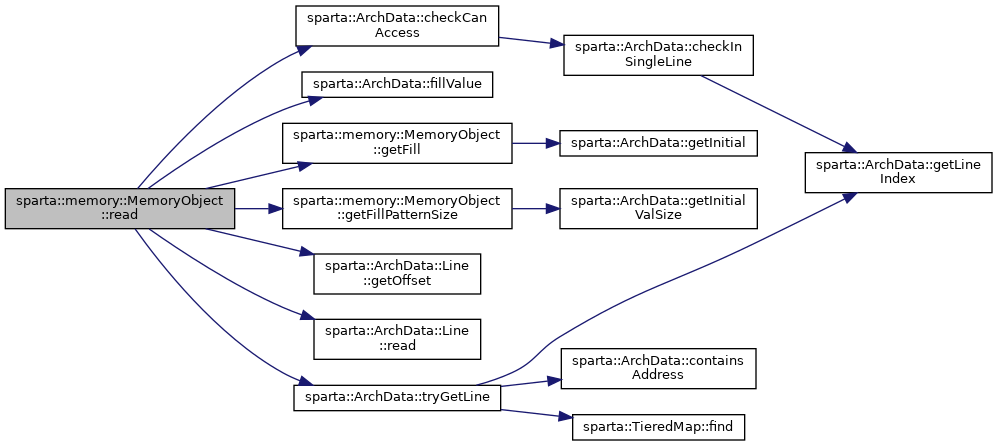 sparta::memory::MemoryObject
::read
sparta::ArchData::checkCan
Access
sparta::ArchData::fillValue
sparta::memory::MemoryObject
::getFill
sparta::memory::MemoryObject
::getFillPatternSize
sparta::ArchData::Line
::getOffset
sparta::ArchData::Line
::read
sparta::ArchData::tryGetLine
sparta::ArchData::checkIn
SingleLine
sparta::ArchData::getInitial
sparta::ArchData::getInitial
ValSize
sparta::ArchData::contains
Address
sparta::TieredMap::find
sparta::ArchData::getLine
Index